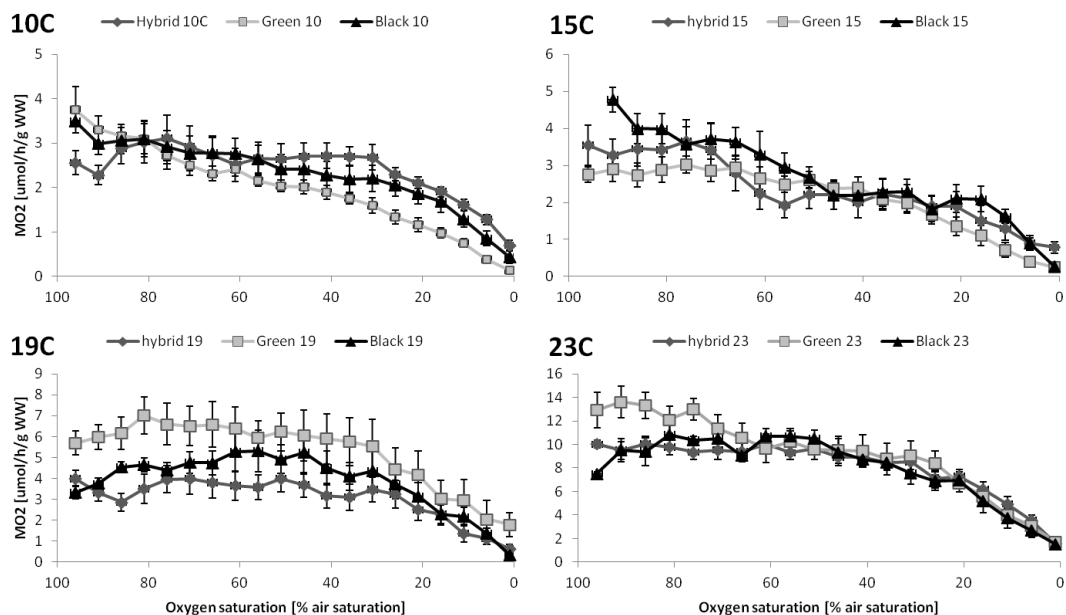 10C
Hybrid 10C Green 10 Black 10
MO2 [umol/h/g WW]
5
4
3
2
1
0
100 80 60 40 20 0
15C
hybrid 15 Green 15 Black 15
6
5
4
3
2
1
0
100 80 60 40 20 0
19C
hybrid 19 Green 19 Black 19
MO2 [umol/h/g WW]
9
8
7
6
5
4
3
2
1
0
100 80 60 40 20 0
Oxygen saturation [% air saturation]
23C
hybrid 23 Green 23 Black 23
16
14
12
10
8
6
4
2
0
100 80 60 40 20 0
Oxygen saturation [% air saturation]